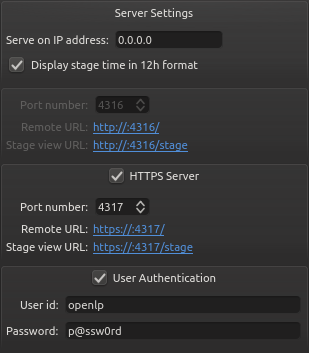 Server Settings
Serve on IP address: 0.0.0.0
Display stage time in 12h format
Port number: 4316
Remote URL: http://:4316/
Stage view URL: http://:4316/stage
HTTPS Server
Port number: 4317
Remote URL: https://:4317/
Stage view URL: https://:4317/stage
User Authentication
User id: openlp
Password: p@ssw0rd